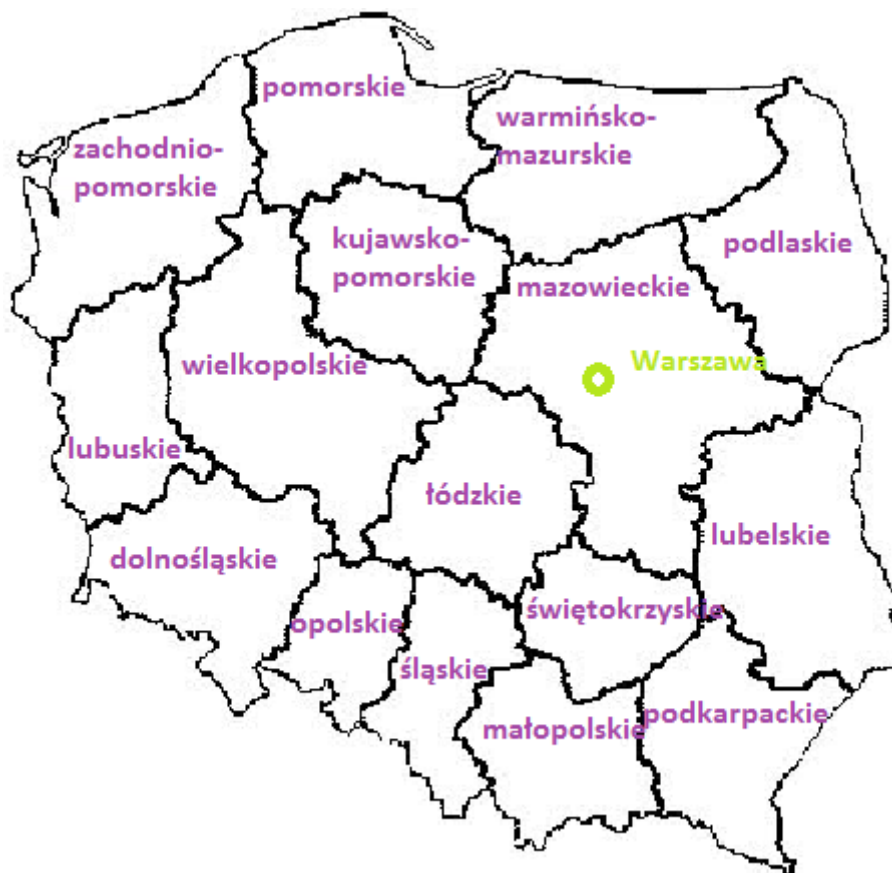 pomorskie
warmińsko-
mazurskie
zachodnio-
pomorskie
kujawsko-
pomorskie
podlaskie
mazowieckie
wielkopolskie
Warszawa
lubuskie
łódzkie
lubelskie
dolnośląskie
opolskie
świętokrzyskie
śląskie
małopolskie
podkarpackie